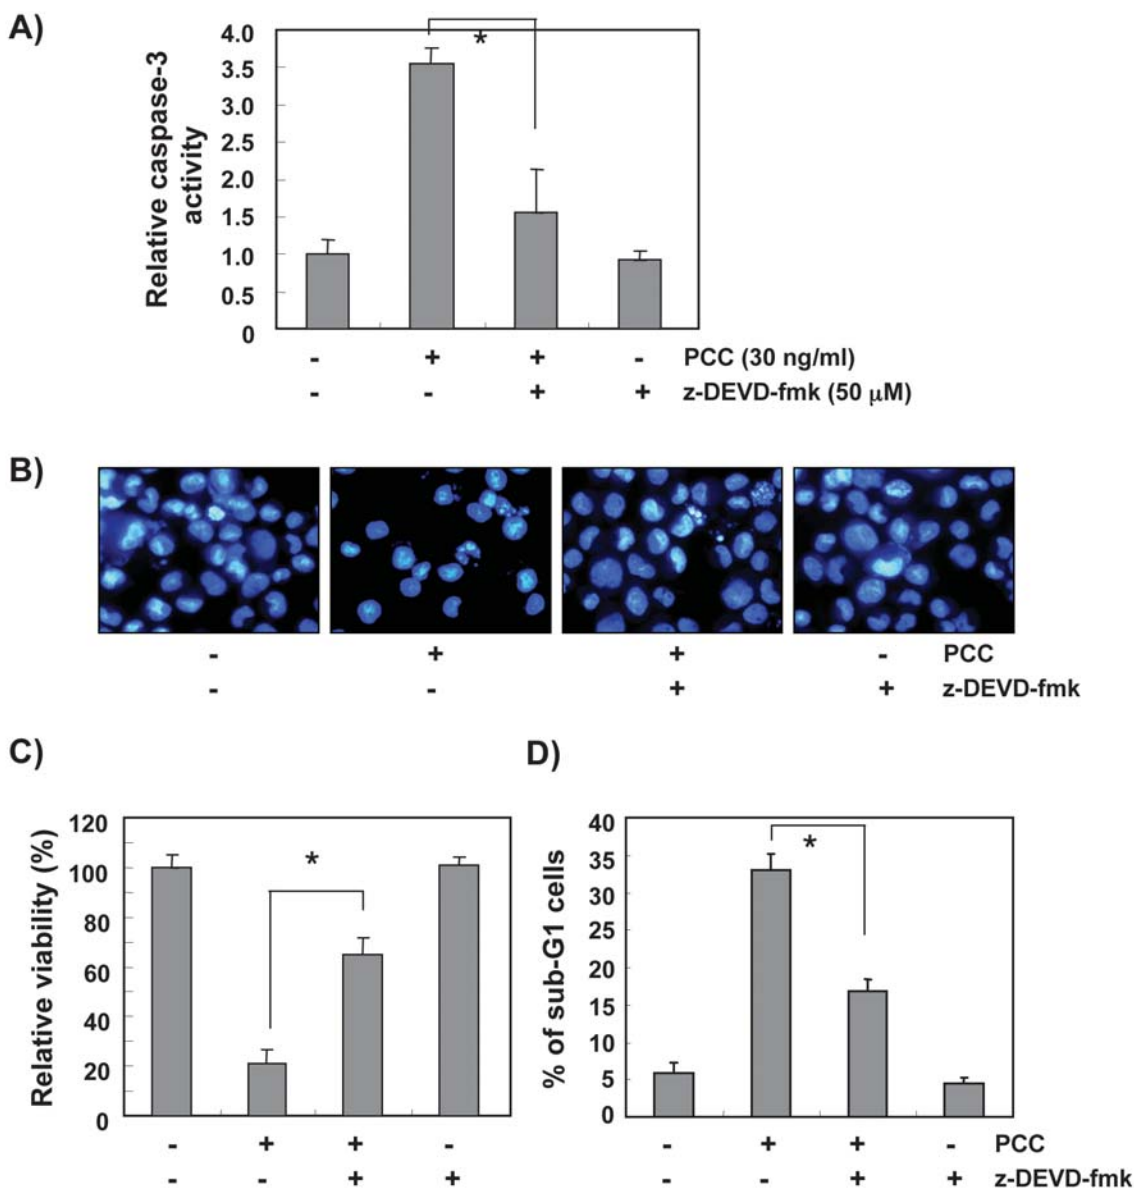 A)
Relative caspase-3
activity
4.0
3.5
3.0
2.5
2.0
1.5
1.0
0.5
0
*
- + + - PCC (30 ng/ml)
- - + + z-DEVD-fmk (50 μM)
B)
- + + - PCC
- - + + z-DEVD-fmk
C)
Relative viability (%)
120
100
80
60
40
20
0
*
- + + -
- - + +
D)
% of sub-G1 cells
40
35
30
25
20
15
10
5
0
*
- + + - PCC
- - + + z-DEVD-fmk